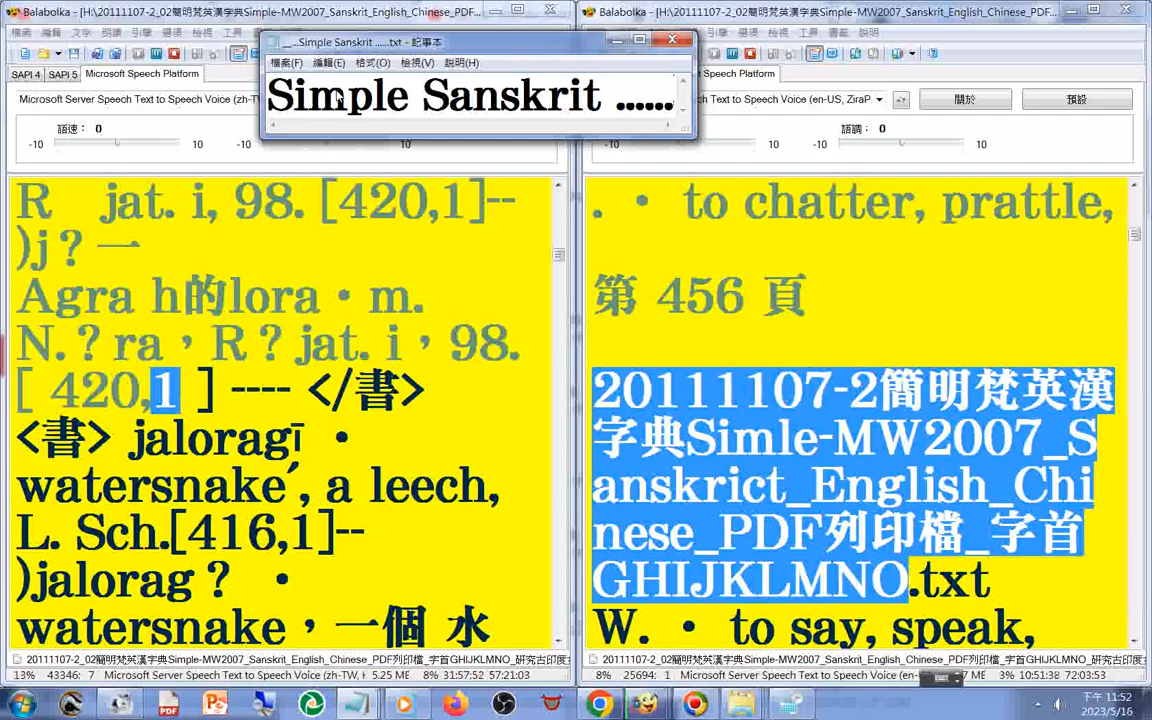 Balabolka - [H:\20111107-2_02簡明梵英漢字典Simple-MW2007_Sanskrit_English_Chinese_PDF...
SAPI 4 SAPI 5 Microsoft Speech Platform
Microsoft Server Speech Text to Speech Voice (zh-TW,
語速： 0
-10 10 10
R jat. i, 98. [420,1]--
)j？一
Agra h的lora・m.
N.？ra，R？jat. i，98.
[ 420,1 ] ---- </書>
<書> jaloragī ・
watersnake´, a leech,
L. Sch.[416,1]--
)jalorag？ ・
watersnake，一個 水
20111107-2_02簡明梵英漢字典Simple-MW2007_Sanskrit_English_Chinese_PDF列印檔_字首GHIJKLMNO_研究古印度
13% 43346: 7 Microsoft Server Speech Text to Speech Voice (zh-TW, H 5.25 MB 8% 31:57:52 57:21:03
__...Simple Sanskrit ......txt - 記事本
檔案(F) 編輯(E) 格式(O) 檢視(V) 說明(H)
Simple Sanskrit ......
Balabolka - [H:\20111107-2_02簡明梵英漢字典Simple-MW2007_Sanskrit_English_Chinese_PDF...
t Speech Platform
Microsoft Server Speech Text to Speech Voice (en-US, ZiraP
關於 預設
語調： 0
-10 10
. ・ to chatter, prattle,
第 456 頁
20111107-2簡明梵英漢
字典Simle-MW2007_S
anskrict_English_Chi
nese_PDF列印檔_字首
GHIJKLMNO.txt
W. ・ to say, speak,
20111107-2_02簡明梵英漢字典Simple-MW2007_Sanskrit_English_Chinese_PDF列印檔_字首GHIJKLMNO_研究古印度
8% 25694: 1 Microsoft Server Speech Text to Speech Voice (en- MB 3% 10:51:38 72:03:53
下午 11:52
2023/5/16